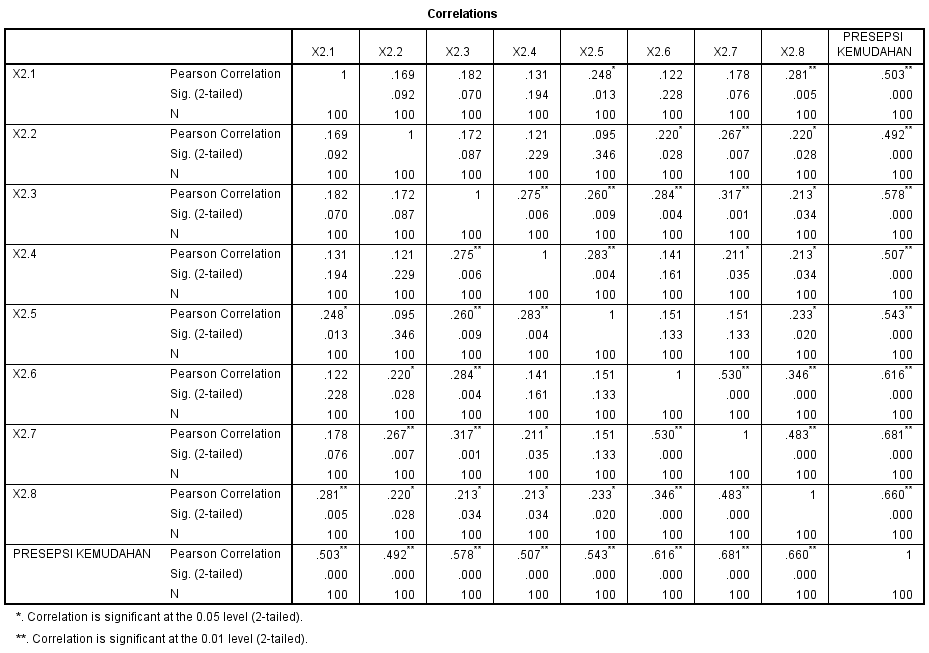 Correlations
X2.1 X2.2 X2.3 X2.4 X2.5 X2.6 X2.7 X2.8 PRESEPSI KEMUDAHAN
X2.1 Pearson Correlation 1 .169 .182 .131 .248* .122 .178 .281** .503**
Sig. (2-tailed) .092 .070 .194 .013 .228 .076 .005 .000
N 100 100 100 100 100 100 100 100 100
X2.2 Pearson Correlation .169 1 .172 .121 .095 .220* .267** .220* .492**
Sig. (2-tailed) .092 .087 .229 .346 .028 .007 .028 .000
N 100 100 100 100 100 100 100 100 100
X2.3 Pearson Correlation .182 .172 1 .275** .260** .284** .317** .213* .578**
Sig. (2-tailed) .070 .087 .006 .009 .004 .001 .034 .000
N 100 100 100 100 100 100 100 100 100
X2.4 Pearson Correlation .131 .121 .275** 1 .283** .141 .211* .213* .507**
Sig. (2-tailed) .194 .229 .006 .004 .161 .035 .034 .000
N 100 100 100 100 100 100 100 100 100
X2.5 Pearson Correlation .248* .095 .260** .283** 1 .151 .151 .233* .543**
Sig. (2-tailed) .013 .346 .009 .004 .133 .133 .020 .000
N 100 100 100 100 100 100 100 100 100
X2.6 Pearson Correlation .122 .220* .284** .141 .151 1 .530** .346** .616**
Sig. (2-tailed) .228 .028 .004 .161 .133 .000 .000 .000
N 100 100 100 100 100 100 100 100 100
X2.7 Pearson Correlation .178 .267** .317** .211* .151 .530** 1 .483** .681**
Sig. (2-tailed) .076 .007 .001 .035 .133 .000 .000 .000
N 100 100 100 100 100 100 100 100 100
X2.8 Pearson Correlation .281** .220* .213* .213* .233* .346** .483** 1 .660**
Sig. (2-tailed) .005 .028 .034 .034 .020 .000 .000 .000
N 100 100 100 100 100 100 100 100 100
PRESEPSI KEMUDAHAN Pearson Correlation .503** .492** .578** .507** .543** .616** .681** .660** 1
Sig. (2-tailed) .000 .000 .000 .000 .000 .000 .000 .000
N 100 100 100 100 100 100 100 100 100
*. Correlation is significant at the 0.05 level (2-tailed).
**. Correlation is significant at the 0.01 level (2-tailed).